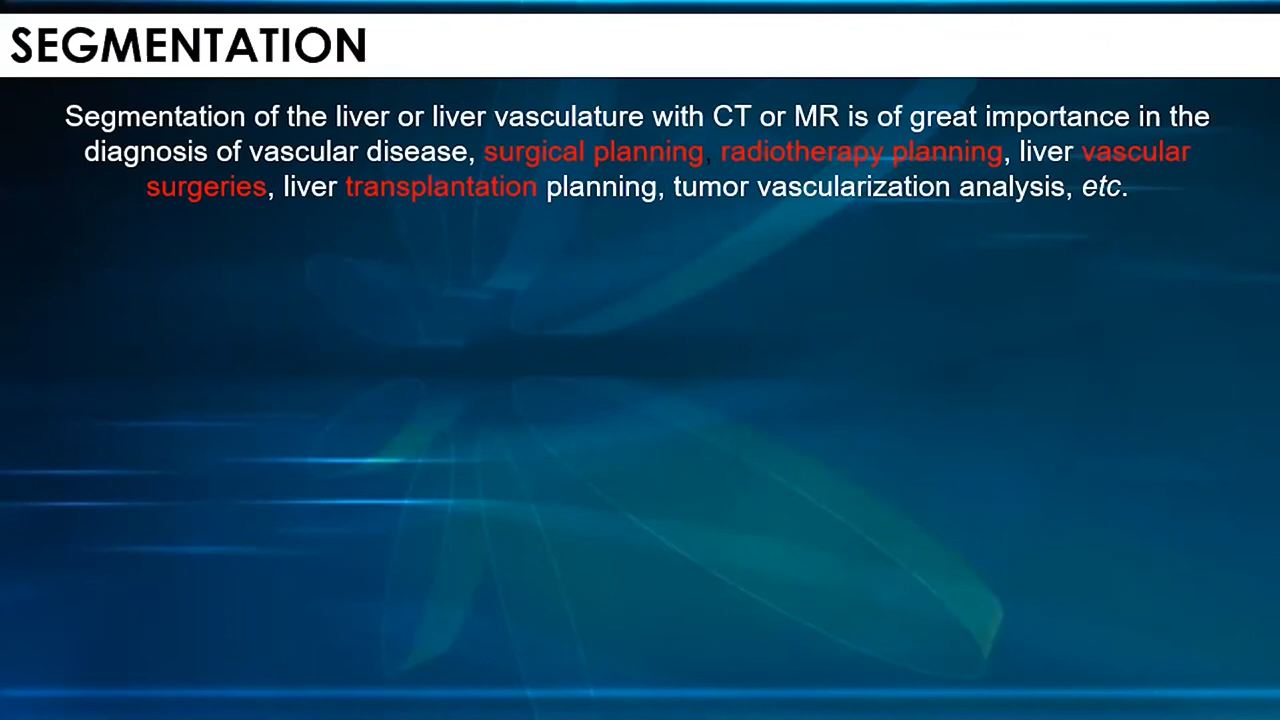 SEGMENTATION
Segmentation of the liver or liver vasculature with CT or MR is of great importance in the
diagnosis of vascular disease, surgical planning, radiotherapy planning, liver vascular
surgeries, liver transplantation planning, tumor vascularization analysis, etc.